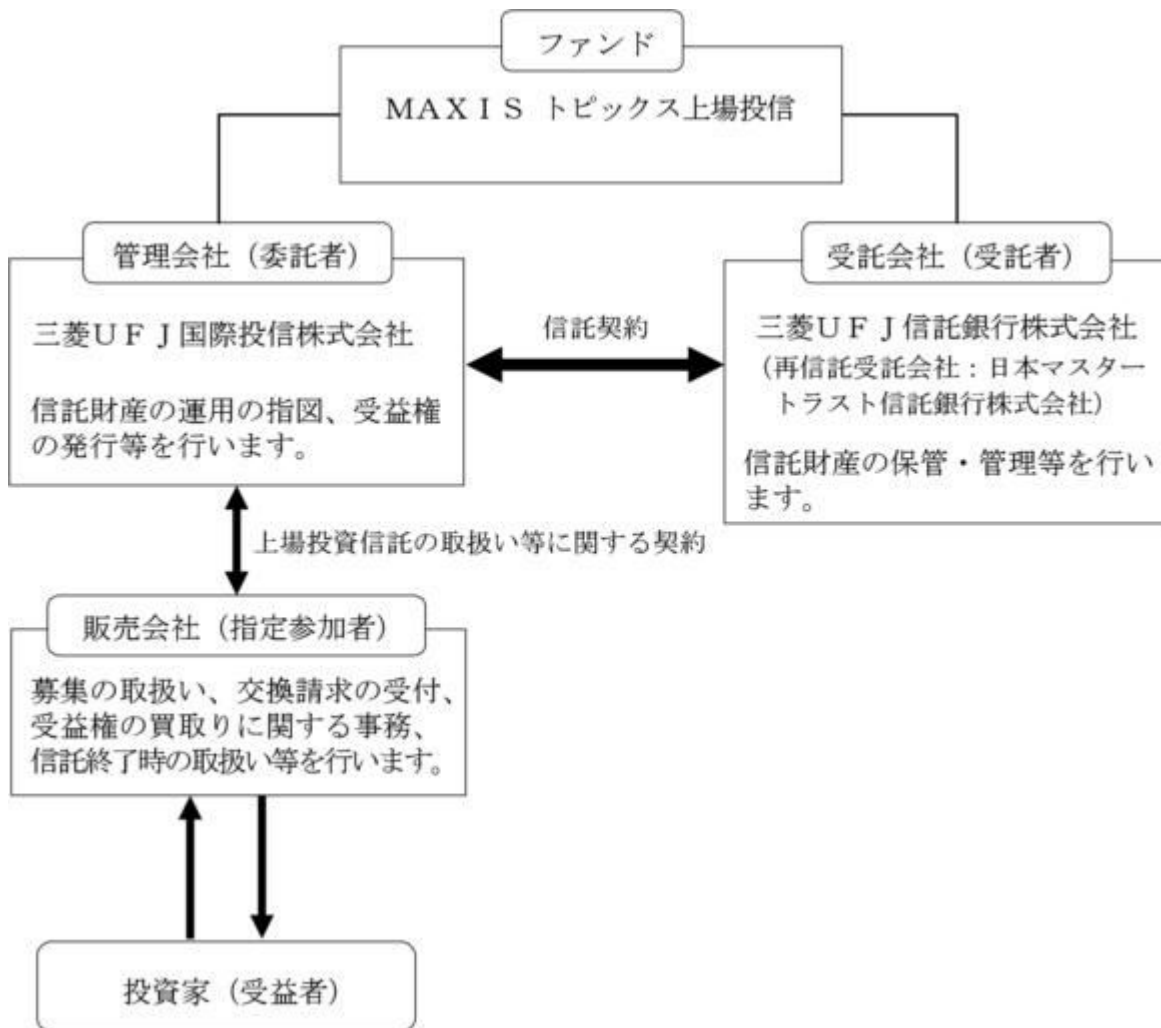 ファンド
ＭＡＸＩＳ トピックス上場投信
管理会社（委託者）
三菱ＵＦＪ国際投信株式会社
信託財産の運用の指図、受益権
の発行等を行います。
信託契約
受託会社（受託者）
三菱ＵＦＪ信託銀行株式会社
（再信託受託会社：日本マスター
トラスト信託銀行株式会社）
信託財産の保管・管理等を行い
ます。
上場投資信託の取扱い等に関する契約
販売会社（指定参加者）
募集の取扱い、交換請求の受付、
受益権の買取りに関する事務、
信託終了時の取扱い等を行います。
投資家（受益者）